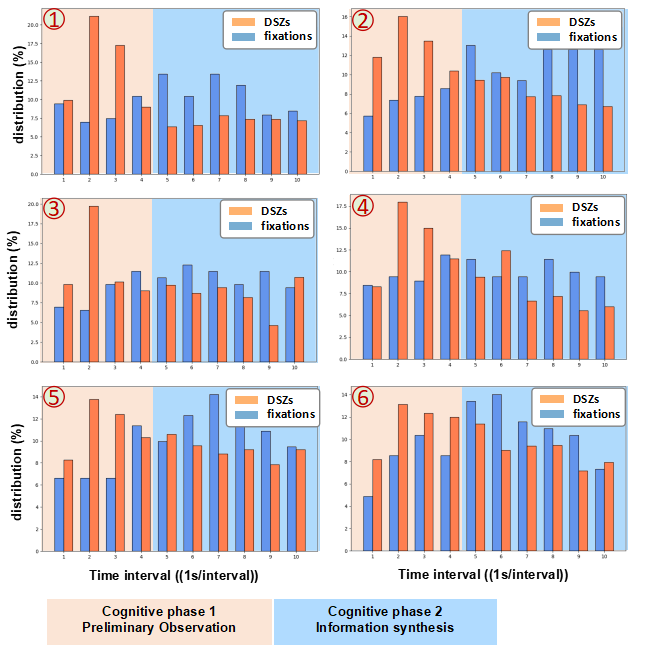 ①
DSZs
fixations
distribution (%)
20.0
17.5
15.0
12.5
10.0
7.5
5.0
2.5
0.0
1 2 3 4 5 6 7 8 9 10
②
DSZs
fixations
16
14
12
10
8
6
4
2
0
1 2 3 4 5 6 7 8 9 10
③
DSZs
fixations
distribution (%)
20.0
17.5
15.0
12.5
10.0
7.5
5.0
2.5
0.0
1 2 3 4 5 6 7 8 9 10
④
DSZs
fixations
17.5
15.0
12.5
10.0
7.5
5.0
2.5
0.0
1 2 3 4 5 6 7 8 9 10
⑤
DSZs
fixations
distribution (%)
14
12
10
8
6
4
2
0
1 2 3 4 5 6 7 8 9 10
Time interval ((1s/interval))
⑥
DSZs
fixations
14
12
10
8
6
4
2
0
1 2 3 4 5 6 7 8 9 10
Time interval ((1s/interval))
Cognitive phase 1
Preliminary Observation
Cognitive phase 2
Information synthesis